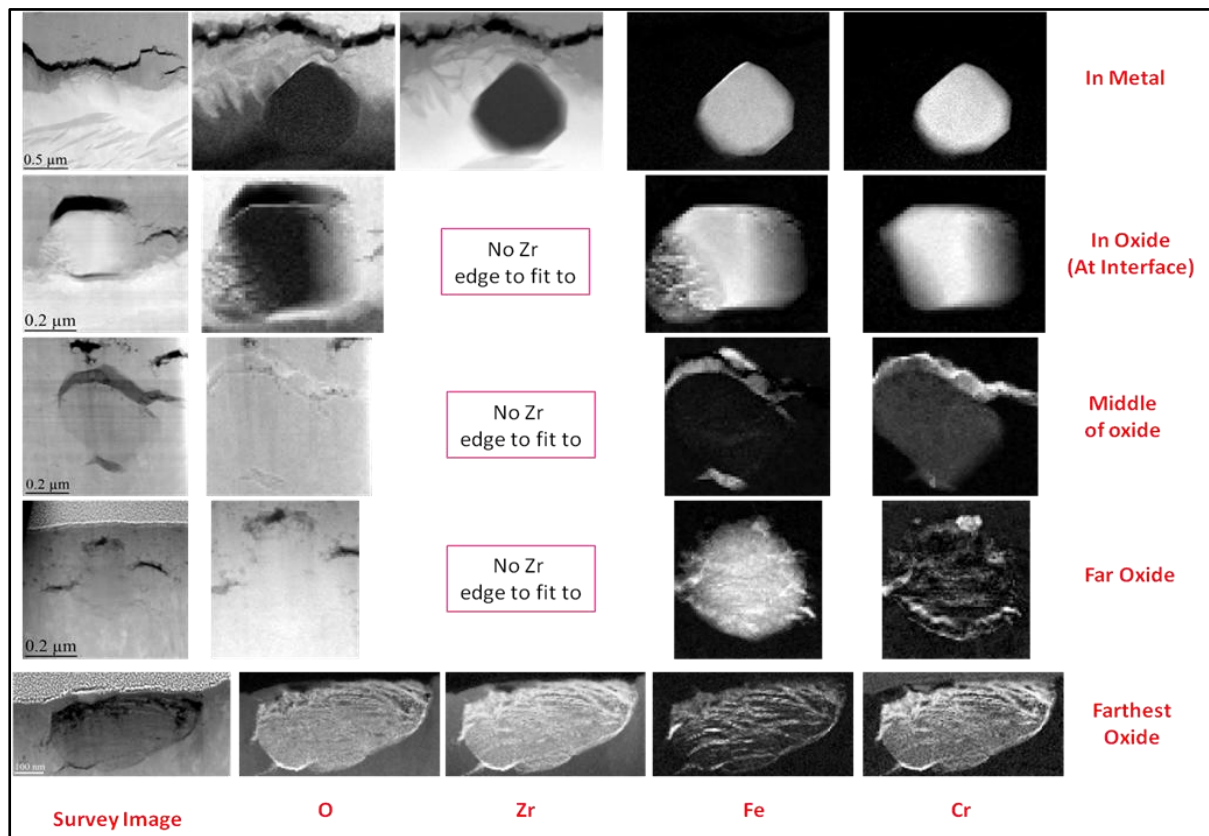 In Metal
0.5 µm
In Oxide
(At Interface)
No Zr
edge to fit to
0.2 µm
Middle
of oxide
No Zr
edge to fit to
0.2 µm
Far Oxide
No Zr
edge to fit to
0.2 µm
Farthest
Oxide
100 nm
Survey Image
O
Zr
Fe
Cr